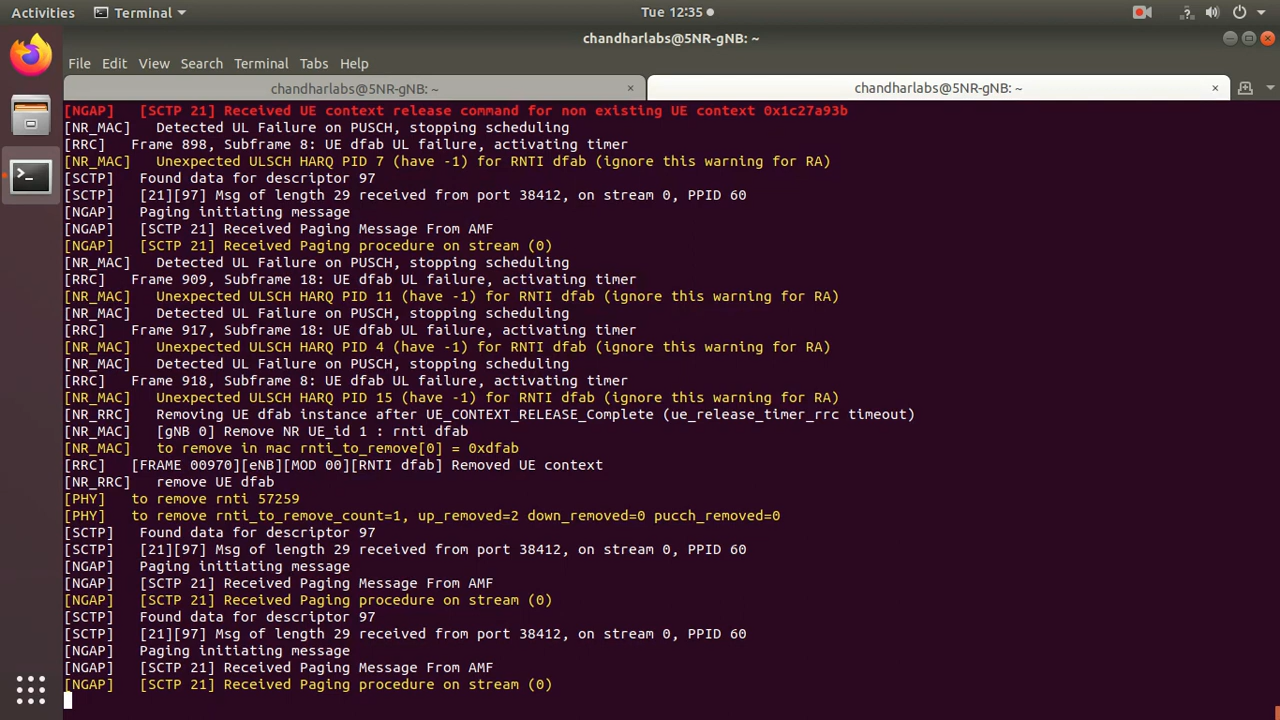 Activities
Terminal
Tue 12:35
chandharlabs@5NR-gNB: ~
File Edit View Search Terminal Tabs Help
chandharlabs@5NR-gNB: ~ × chandharlabs@5NR-gNB: ~ ×
[NGAP] [SCTP 21] Received UE context release command for non existing UE context 0x1c27a93b
[NR_MAC] Detected UL Failure on PUSCH, stopping scheduling
[RRC] Frame 898, Subframe 8: UE dfab UL failure, activating timer
[NR_MAC] Unexpected ULSCH HARQ PID 7 (have -1) for RNTI dfab (ignore this warning for RA)
[SCTP] Found data for descriptor 97
[SCTP] [21][97] Msg of length 29 received from port 38412, on stream 0, PPID 60
[NGAP] Paging initiating message
[NGAP] [SCTP 21] Received Paging Message From AMF
[NGAP] [SCTP 21] Received Paging procedure on stream (0)
[NR_MAC] Detected UL Failure on PUSCH, stopping scheduling
[RRC] Frame 909, Subframe 18: UE dfab UL failure, activating timer
[NR_MAC] Unexpected ULSCH HARQ PID 11 (have -1) for RNTI dfab (ignore this warning for RA)
[NR_MAC] Detected UL Failure on PUSCH, stopping scheduling
[RRC] Frame 917, Subframe 18: UE dfab UL failure, activating timer
[NR_MAC] Unexpected ULSCH HARQ PID 4 (have -1) for RNTI dfab (ignore this warning for RA)
[NR_MAC] Detected UL Failure on PUSCH, stopping scheduling
[RRC] Frame 918, Subframe 8: UE dfab UL failure, activating timer
[NR_MAC] Unexpected ULSCH HARQ PID 15 (have -1) for RNTI dfab (ignore this warning for RA)
[NR_RRC] Removing UE dfab instance after UE_CONTEXT_RELEASE_Complete (ue_release_timer_rrc timeout)
[NR_MAC] [gNB 0] Remove NR UE_id 1 : rnti dfab
[NR_MAC] to remove in mac rnti_to_remove[0] = 0xdfab
[RRC] [FRAME 00970][eNB][MOD 00][RNTI dfab] Removed UE context
[NR_RRC] remove UE dfab
[PHY] to remove rnti 57259
[PHY] to remove rnti_to_remove_count=1, up_removed=2 down_removed=0 pucch_removed=0
[SCTP] Found data for descriptor 97
[SCTP] [21][97] Msg of length 29 received from port 38412, on stream 0, PPID 60
[NGAP] Paging initiating message
[NGAP] [SCTP 21] Received Paging Message From AMF
[NGAP] [SCTP 21] Received Paging procedure on stream (0)
[SCTP] Found data for descriptor 97
[SCTP] [21][97] Msg of length 29 received from port 38412, on stream 0, PPID 60
[NGAP] Paging initiating message
[NGAP] [SCTP 21] Received Paging Message From AMF
[NGAP] [SCTP 21] Received Paging procedure on stream (0)